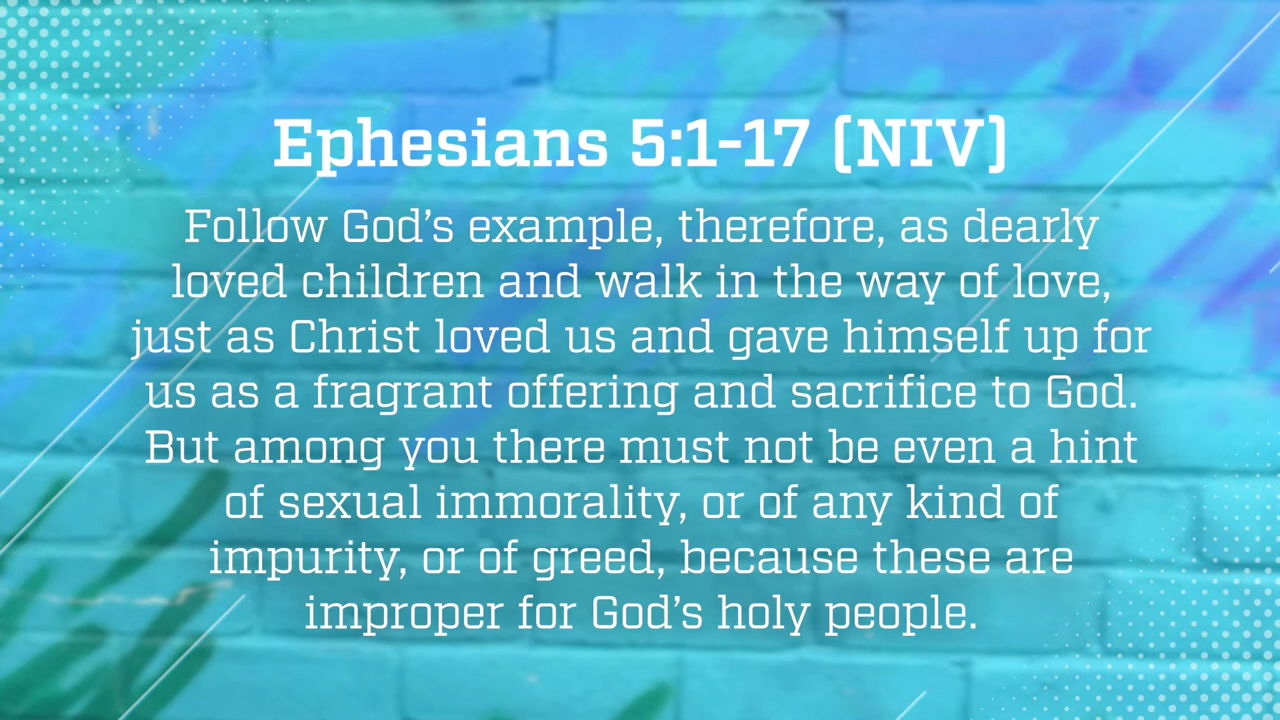 Ephesians 5:1-17 (NIV)
Follow God’s example, therefore, as dearly
loved children and walk in the way of love,
just as Christ loved us and gave himself up for
us as a fragrant offering and sacrifice to God.
But among you there must not be even a hint
of sexual immorality, or of any kind of
impurity, or of greed, because these are
improper for God’s holy people.